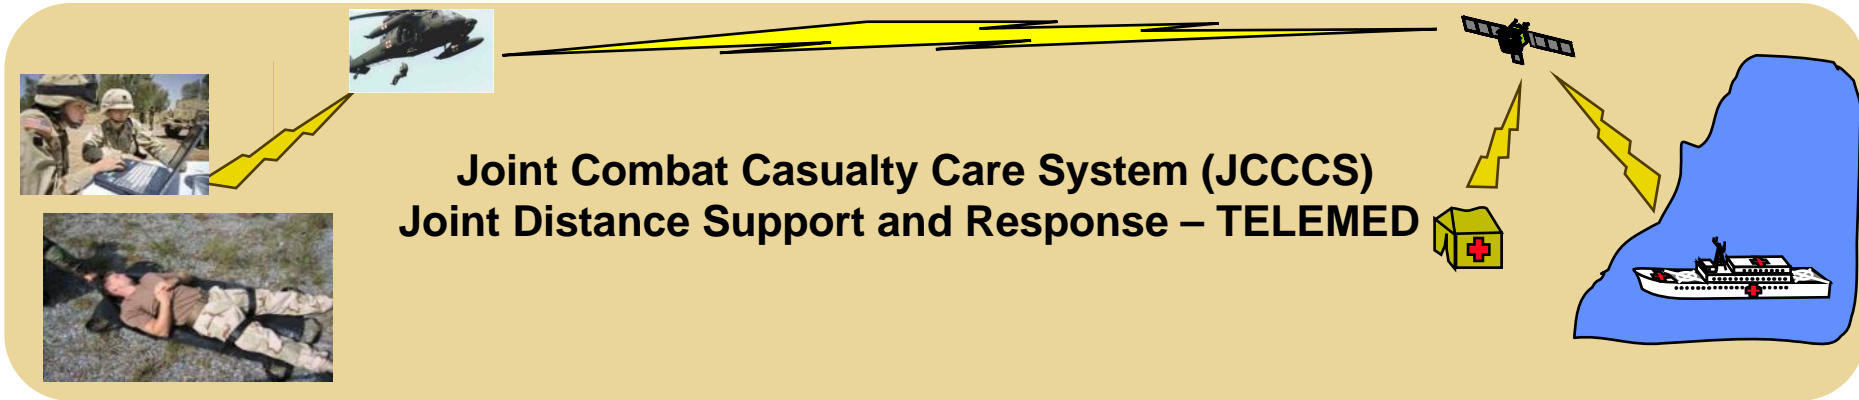 Joint Combat Casualty Care System (JCCCS)
Joint Distance Support and Response – TELEMED